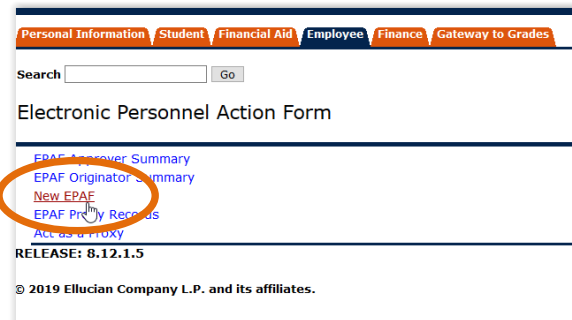 Personal Information Student Financial Aid Employee Finance Gateway to Grades
Search Go
Electronic Personnel Action Form
EPAF Approver Summary
EPAF Originator Summary
New EPAF
EPAF Proxy Records
Act as a Proxy
RELEASE: 8.12.1.5
© 2019 Ellucian Company L.P. and its affiliates.